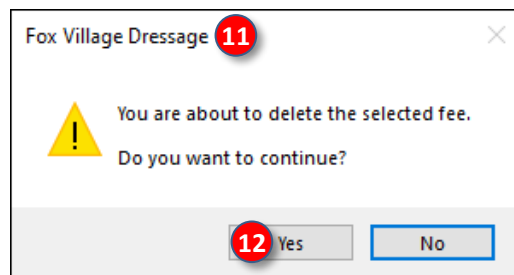 Fox Village Dressage 11
!
You are about to delete the selected fee.
Do you want to continue?
12 Yes No